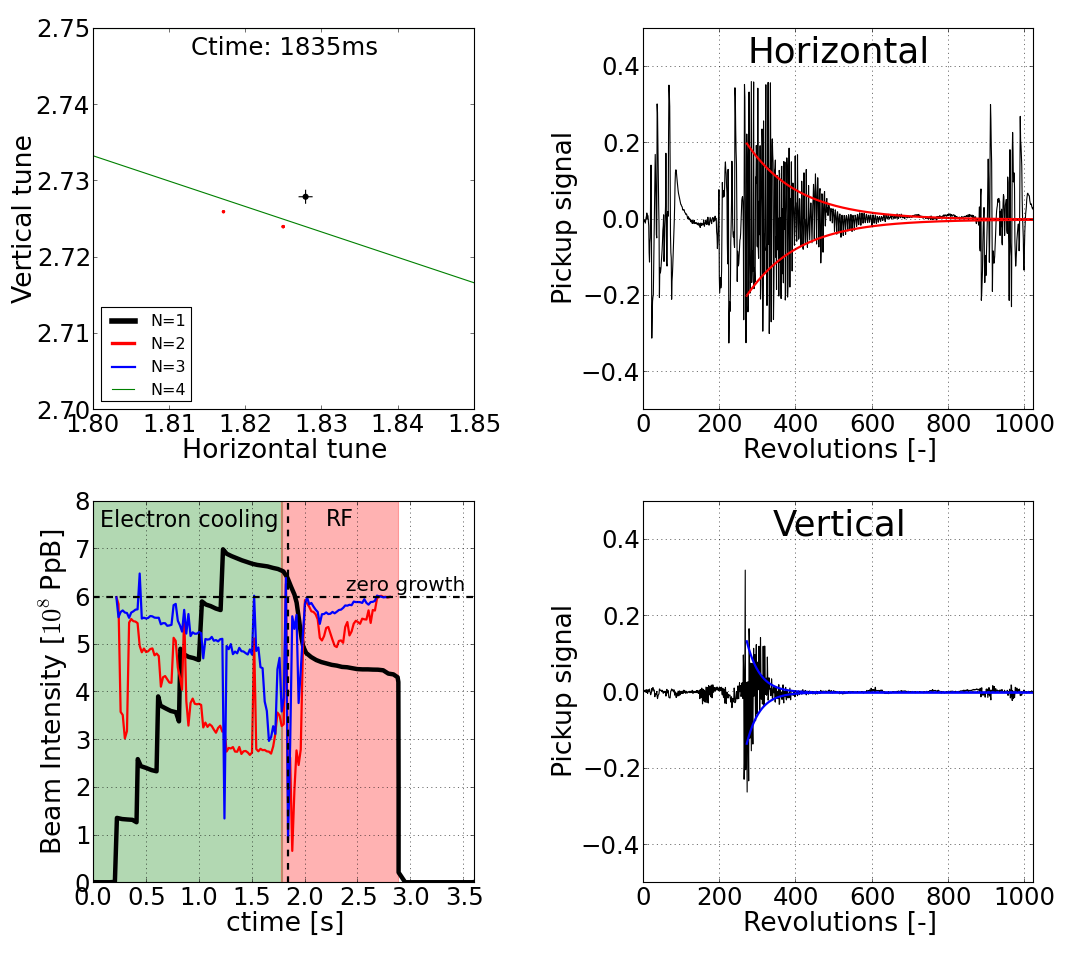 Ctime: 1835ms
Vertical tune
2.75
2.74
2.73
2.72
2.71
2.70
N=1
N=2
N=3
N=4
1.80 1.81 1.82 1.83 1.84 1.85
Horizontal tune
Horizontal
Pickup signal
0.4
0.2
0.0
−0.2
−0.4
0 200 400 600 800 1000
Revolutions [-]
Electron cooling RF
zero growth
Beam Intensity [10⁸ PpB]
8
7
6
5
4
3
2
1
0
0.0 0.5 1.0 1.5 2.0 2.5 3.0 3.5
ctime [s]
Vertical
Pickup signal
0.4
0.2
0.0
−0.2
−0.4
0 200 400 600 800 1000
Revolutions [-]